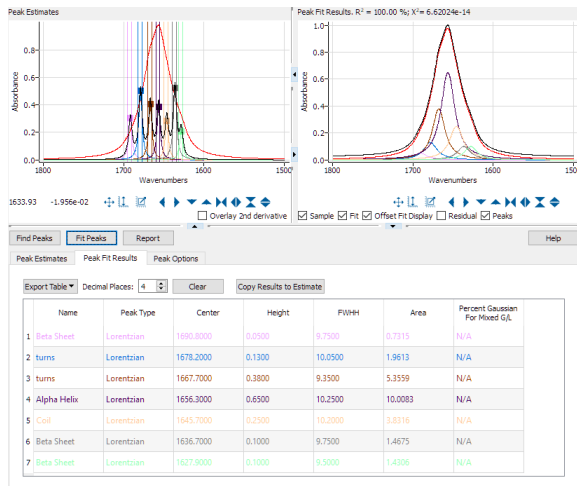 Peak Estimates
Peak Fit Results. R² = 100.00 %; X²= 6.62024e-14
Absorbance
0.8
0.6
0.4
0.2
0.0
1800 1700 1600 1500
Wavenumbers
Absorbance
1.0
0.8
0.6
0.4
0.2
0.0
1800 1700 1600 1500
Wavenumbers
1633.93 -1.956e-02
Overlay 2nd derivative
Sample Fit Offset Fit Display Residual Peaks
Find Peaks Fit Peaks Report Help
Peak Estimates Peak Fit Results Peak Options
Export Table Decimal Places: 4 Clear Copy Results to Estimate
Name Peak Type Center Height FWHH Area Percent Gaussian For Mixed G/L
1 Beta Sheet Lorentzian 1690.8000 0.0500 9.7500 0.7315 N/A
2 turns Lorentzian 1678.2000 0.1300 10.0500 1.9613 N/A
3 turns Lorentzian 1667.7000 0.3800 9.3500 5.3559 N/A
4 Alpha Helix Lorentzian 1656.3000 0.6500 10.2500 10.0083 N/A
5 Coil Lorentzian 1645.7000 0.2500 10.2000 3.8316 N/A
6 Beta Sheet Lorentzian 1636.7000 0.1000 9.7500 1.4675 N/A
7 Beta Sheet Lorentzian 1627.9000 0.1000 9.5000 1.4306 N/A